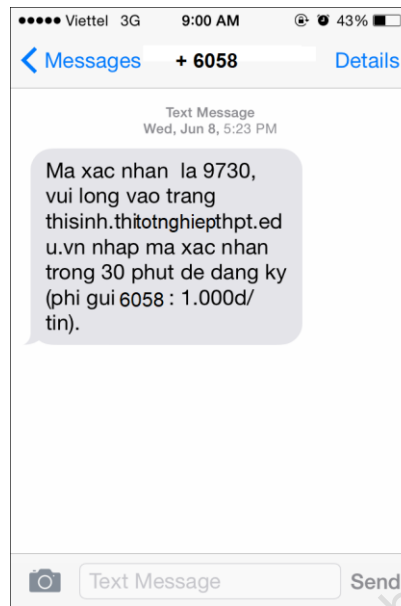 Viettel 3G 9:00 AM 43%
Messages + 6058 Details
Text Message
Wed, Jun 8, 5:23 PM
Ma xac nhan la 9730,
vui long vao trang
thisinh.thitotnghiepthpt.ed
u.vn nhap ma xac nhan
trong 30 phut de dang ky
(phi gui 6058 : 1.000d/
tin).
Text Message Send